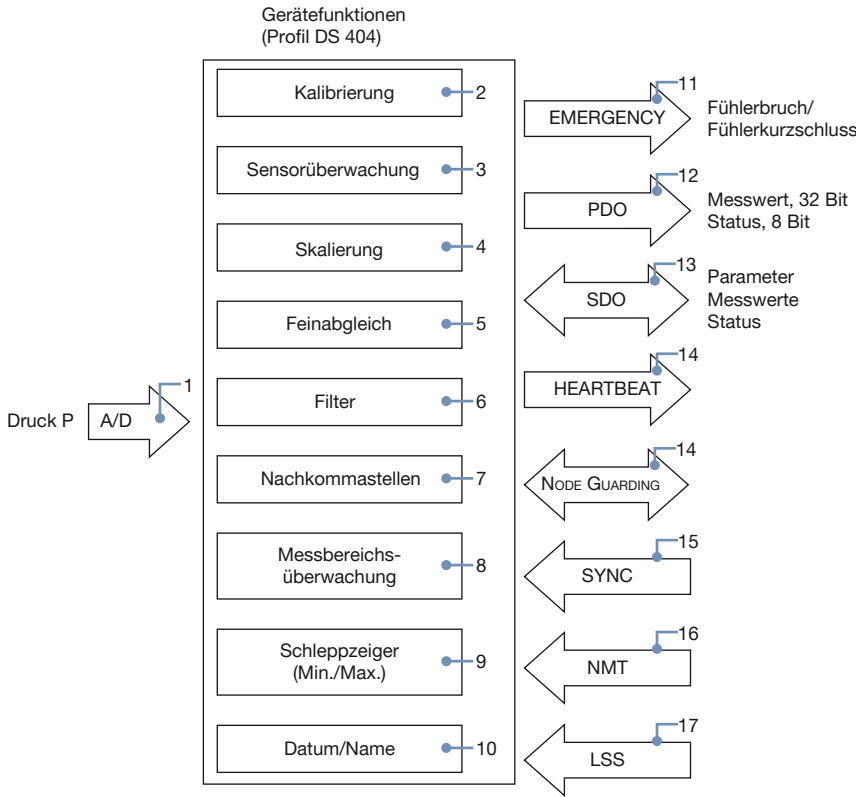 Gerätefunktionen
(Profil DS 404)
Kalibrierung
2
Sensorüberwachung
3
Skalierung
4
Feinabgleich
5
Druck P
A/D
1
Filter
6
Nachkommastellen
7
Messbereichs-
überwachung
8
Schleppzeiger
(Min./Max.)
9
Datum/Name
10
11
EMERGENCY
Fühlerbruch/
Fühlerkurzschluss
12
PDO
Messwert, 32 Bit
Status, 8 Bit
13
SDO
Parameter
Messwerte
Status
14
HEARTBEAT
14
NODE GUARDING
15
SYNC
16
NMT
17
LSS